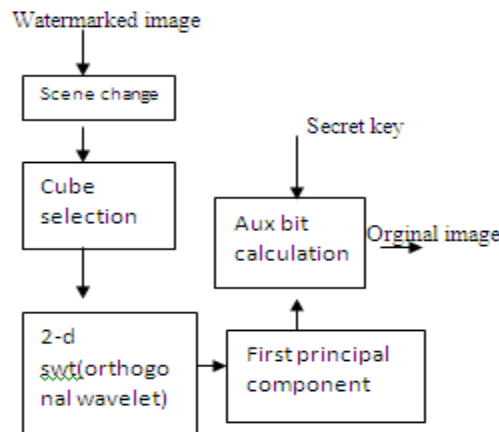 Watermarked image
Scene change
Secret key
Cube
selection
Aux bit
calculation
Orginal image
2-d
swt(orthogo
nal wavelet)
First principal
component